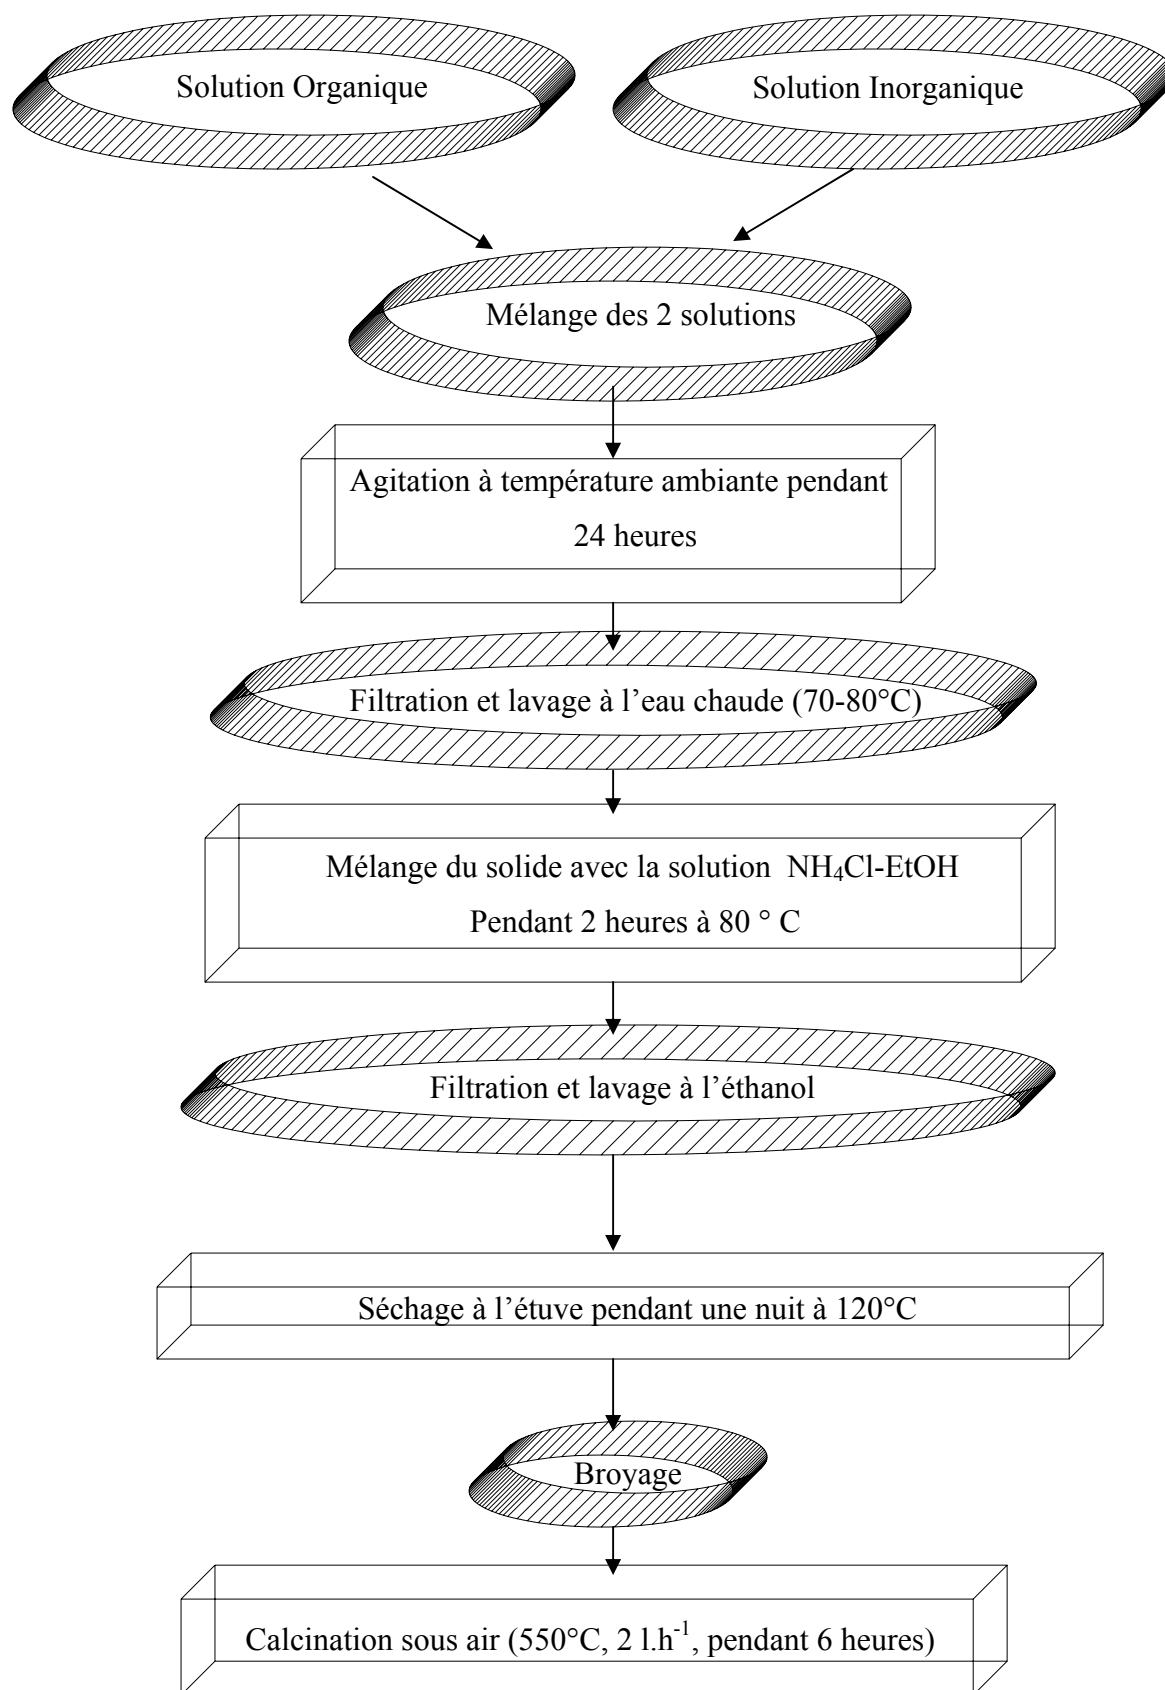 Solution Organique
Solution Inorganique
Mélange des 2 solutions
Agitation à température ambiante pendant
24 heures
Filtration et lavage à l’eau chaude (70-80°C)
Mélange du solide avec la solution  NH₄Cl-EtOH
Pendant 2 heures à 80 ° C
Filtration et lavage à l’éthanol
Séchage à l’étuve pendant une nuit à 120°C
Broyage
Calcination sous air (550°C, 2 l.h⁻¹, pendant 6 heures)